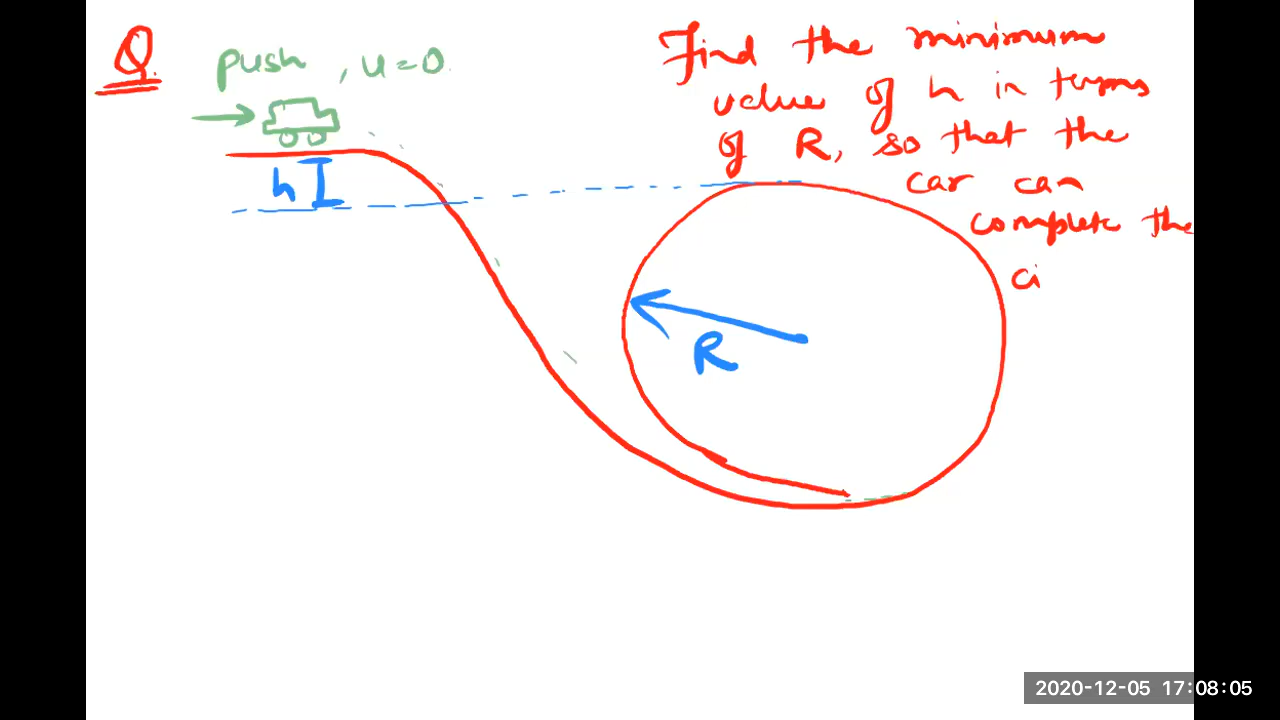 Q.
push , u=0.
h
Find the minimum
value of h in terms
of R, so that the
car can
complete the
ci
R
2020-12-05 17:08:05